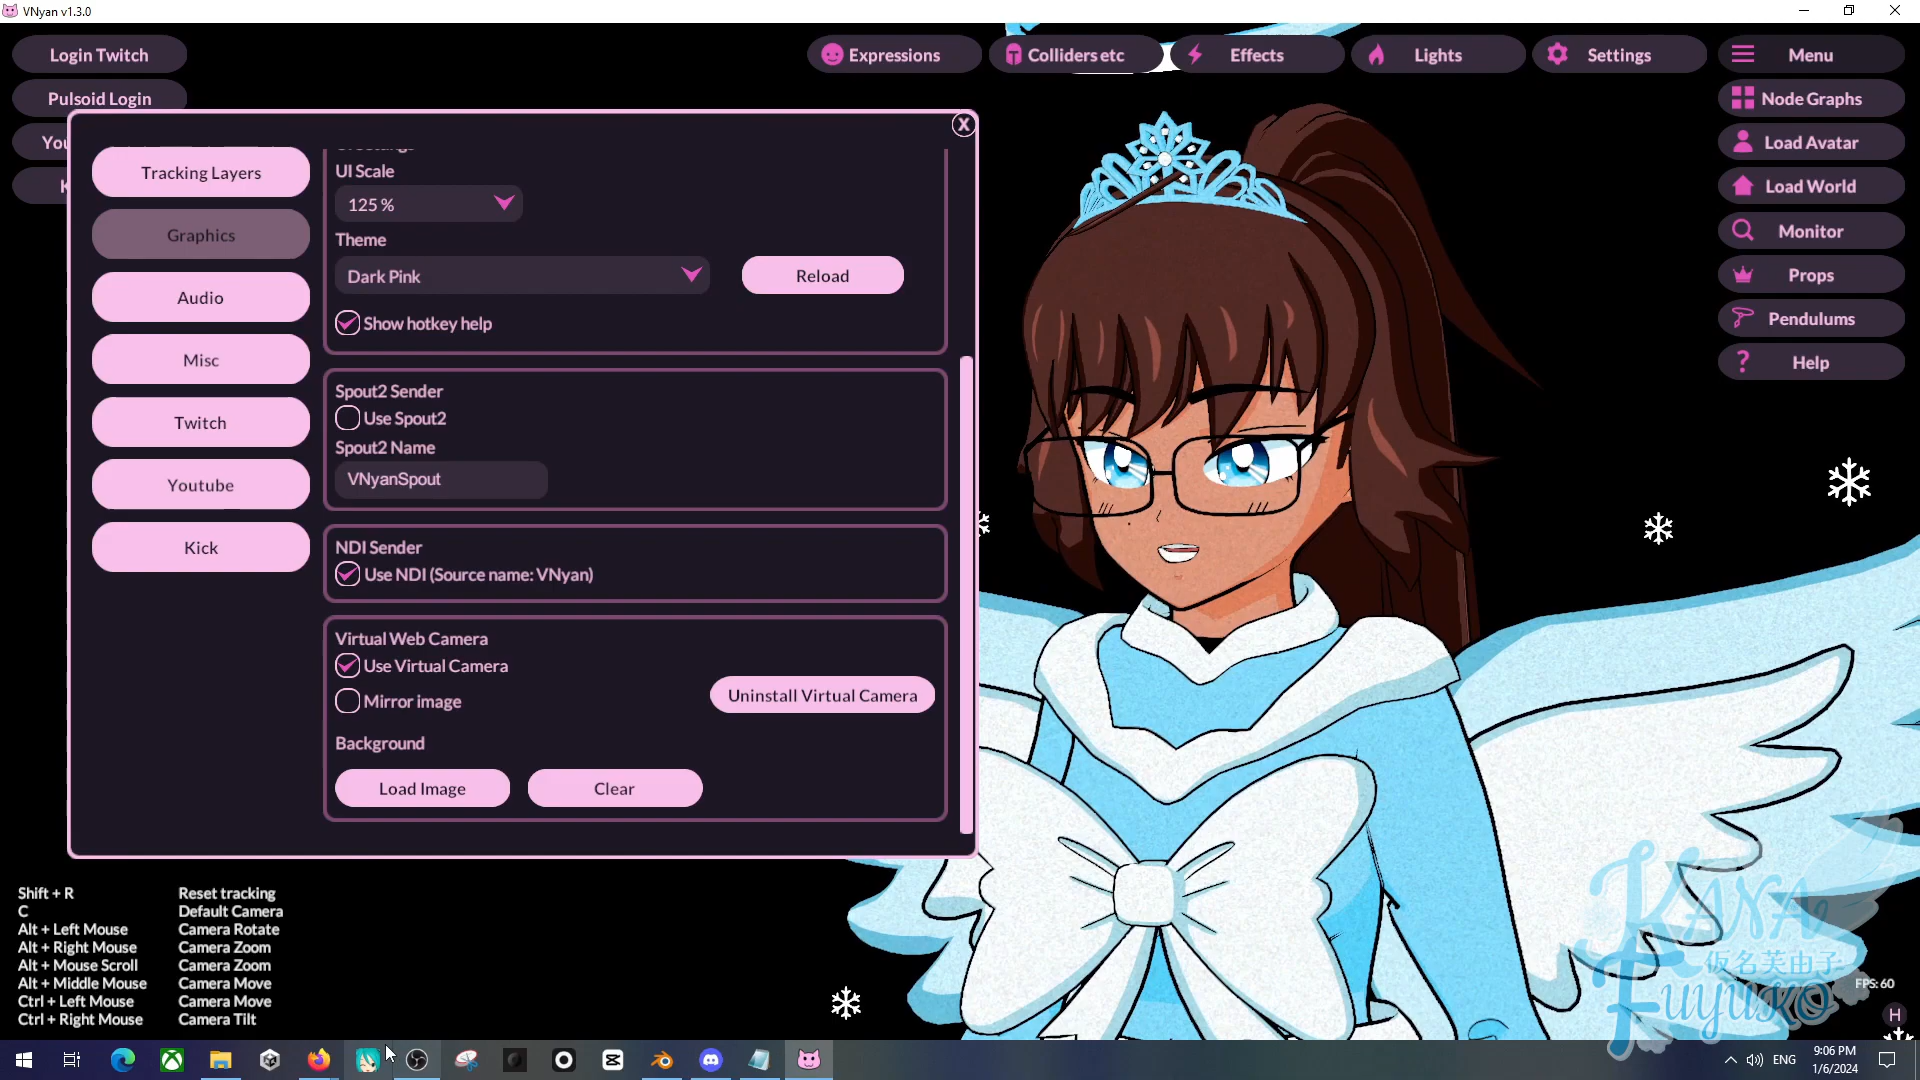 VNyan v1.3.0
Login Twitch
Expressions
Colliders etc
Effects
Lights
Settings
Menu
Pulsoid Login
Node Graphs
Load Avatar
Load World
Monitor
Props
Pendulums
Help
Tracking Layers
Graphics
Audio
Misc
Twitch
Youtube
Kick
X
UI Scale
125 %
Theme
Dark Pink
Reload
Show hotkey help
Spout2 Sender
Use Spout2
Spout2 Name
VNyanSpout
NDI Sender
Use NDI (Source name: VNyan)
Virtual Web Camera
Use Virtual Camera
Mirror image
Uninstall Virtual Camera
Background
Load Image
Clear
Shift + R Reset tracking
C Default Camera
Alt + Left Mouse Camera Rotate
Alt + Right Mouse Camera Zoom
Alt + Mouse Scroll Camera Zoom
Alt + Middle Mouse Camera Move
Ctrl + Left Mouse Camera Move
Ctrl + Right Mouse Camera Tilt
KANA
仮名芙由子
FUYUKO
FPS: 60
H
ENG
9:06 PM
1/6/2024